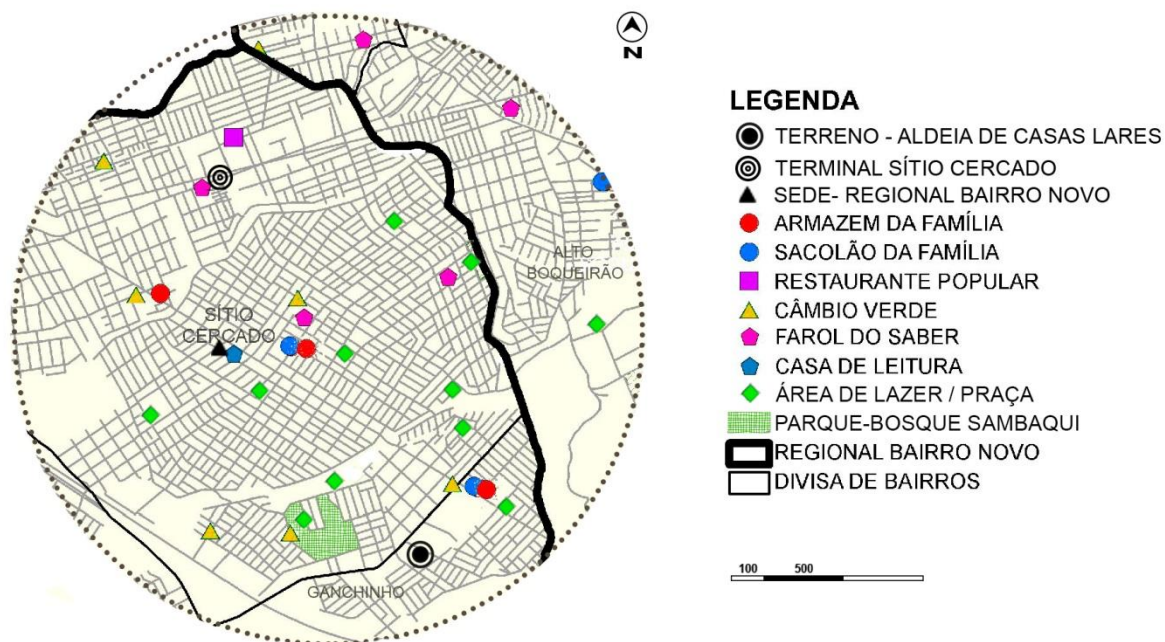 N
ALTO
BOQUEIRÃO
SÍTIO
CERCADO
GANCHINHO
LEGENDA
TERRENO - ALDEIA DE CASAS LARES
TERMINAL SÍTIO CERCADO
SEDE- REGIONAL BAIRRO NOVO
ARMAZEM DA FAMÍLIA
SACOLÃO DA FAMÍLIA
RESTAURANTE POPULAR
CÂMBIO VERDE
FAROL DO SABER
CASA DE LEITURA
ÁREA DE LAZER / PRAÇA
PARQUE-BOSQUE SAMBAQUI
REGIONAL BAIRRO NOVO
DIVISA DE BAIRROS
100 500